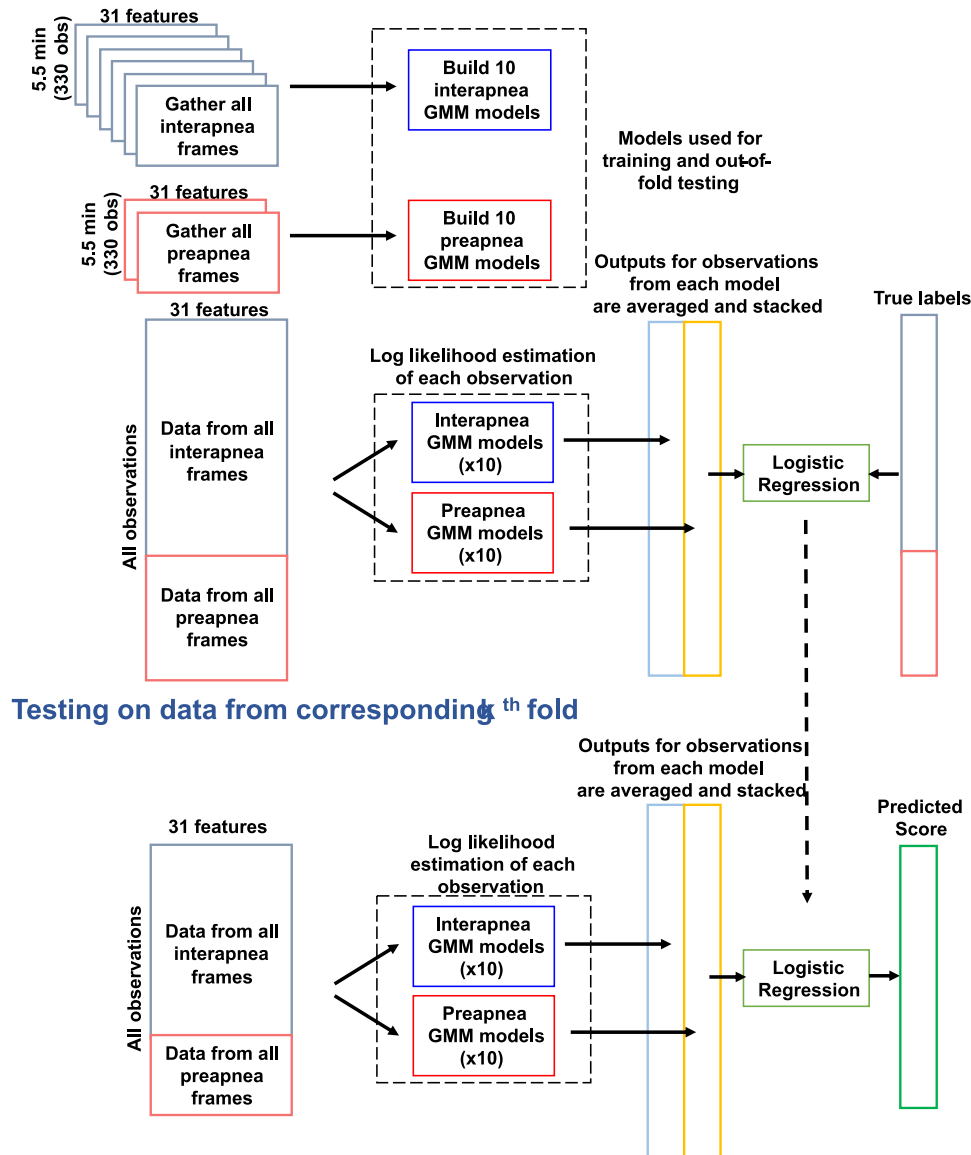 31 features
5.5 min
(330 obs)
Gather all
interapnea
frames
Build 10
interapnea
GMM models
Models used for
training and out-of-
fold testing
31 features
5.5 min
(330 obs)
Gather all
preapnea
frames
Build 10
preapnea
GMM models
Outputs for observations
from each model
are averaged and stacked
True labels
31 features
All observations
Data from all
interapnea
frames
Data from all
preapnea
frames
Log likelihood estimation
of each observation
Interapnea
GMM models
(x10)
Preapnea
GMM models
(x10)
Logistic
Regression
Testing on data from corresponding k th fold
Outputs for observations
from each model
are averaged and stacked
Predicted
Score
31 features
All observations
Data from all
interapnea
frames
Data from all
preapnea
frames
Log likelihood
estimation of each
observation
Interapnea
GMM models
(x10)
Preapnea
GMM models
(x10)
Logistic
Regression